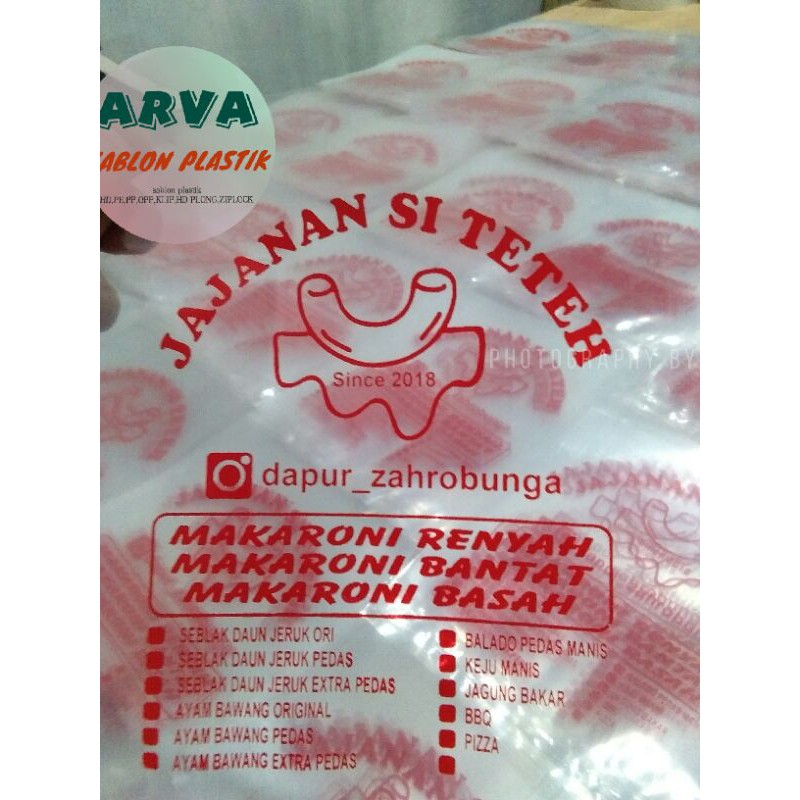 ARVA
SABLON PLASTIK
sablon plastik
HD,PE,PP,OPP,KLIP,HD PLONG,ZIPLOCK
JAJANAN SI TETEH
PHOTOGRAPHY BY
Since 2018
dapur_zahrobunga
MAKARONI RENYAH
MAKARONI BANTAT
MAKARONI BASAH
SEBLAK DAUN JERUK ORI
SEBLAK DAUN JERUK PEDAS
SEBLAK DAUN JERUK EXTRA PEDAS
AYAM BAWANG ORIGINAL
AYAM BAWANG PEDAS
AYAM BAWANG EXTRA PEDAS
BALADO PEDAS MANIS
KEJU MANIS
JAGUNG BAKAR
BBQ
PIZZA